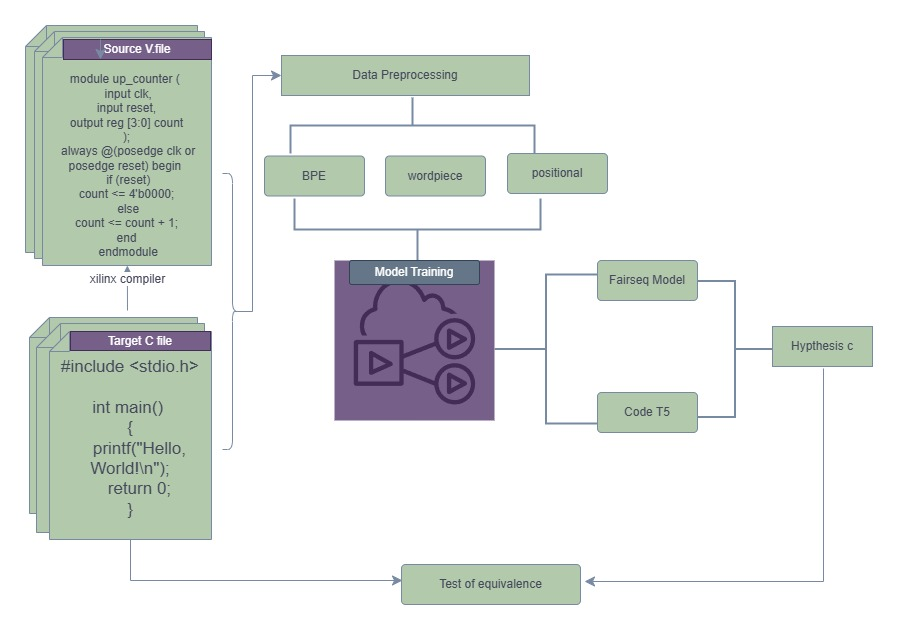 Source V.file
module up_counter (
input clk,
input reset,
output reg [3:0] count
);
always @(posedge clk or
posedge reset) begin
if (reset)
count <= 4'b0000;
else
count <= count + 1;
end
endmodule
xilinx compiler
Target C file
#include <stdio.h>
int main()
{
printf("Hello,
World!\n");
return 0;
}
Data Preprocessing
BPE
wordpiece
positional
Model Training
Fairseq Model
Code T5
Hypthesis c
Test of equivalence